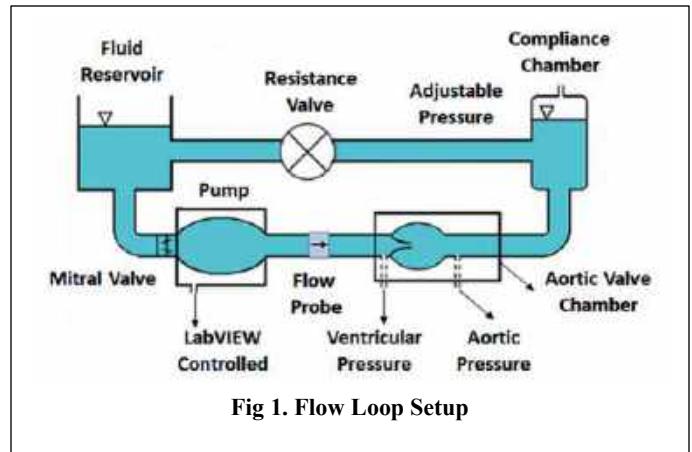 Fluid
Reservoir
Resistance
Valve
Adjustable
Pressure
Compliance
Chamber
Pump
Mitral Valve
Flow
Probe
Aortic Valve
Chamber
LabVIEW
Controlled
Ventricular
Pressure
Aortic
Pressure
Fig 1. Flow Loop Setup